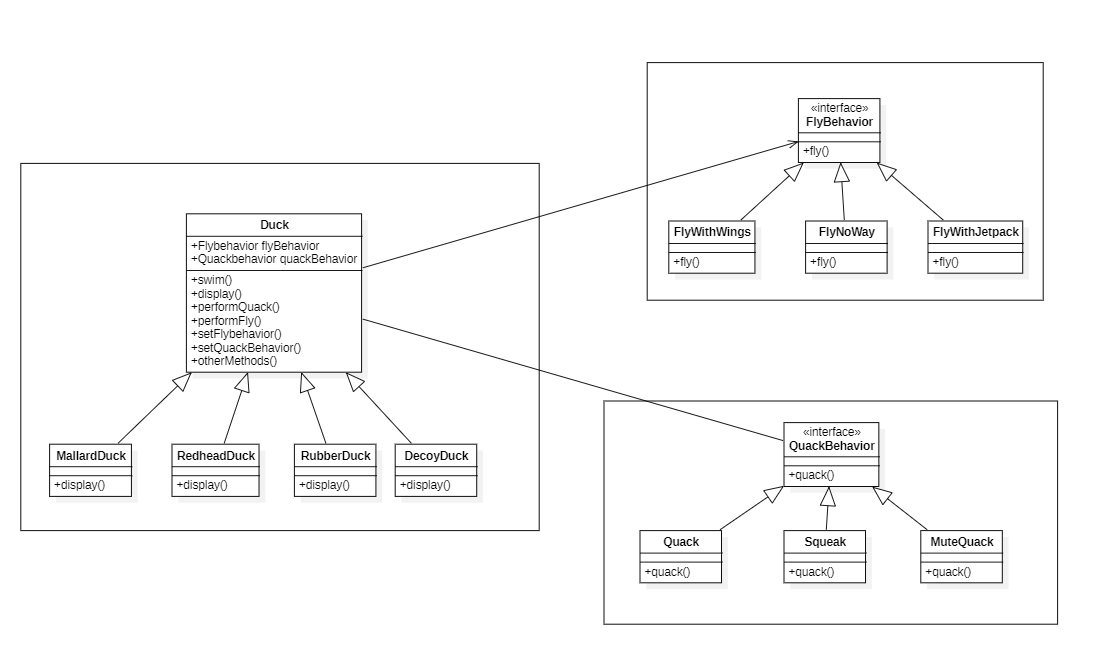 «interface»
FlyBehavior
+fly()
FlyWithWings
+fly()
FlyNoWay
+fly()
FlyWithJetpack
+fly()
Duck
+Flybehavior flyBehavior
+Quackbehavior quackBehavior
+swim()
+display()
+performQuack()
+performFly()
+setFlybehavior()
+setQuackBehavior()
+otherMethods()
MallardDuck
+display()
RedheadDuck
+display()
RubberDuck
+display()
DecoyDuck
+display()
«interface»
QuackBehavior
+quack()
Quack
+quack()
Squeak
+quack()
MuteQuack
+quack()